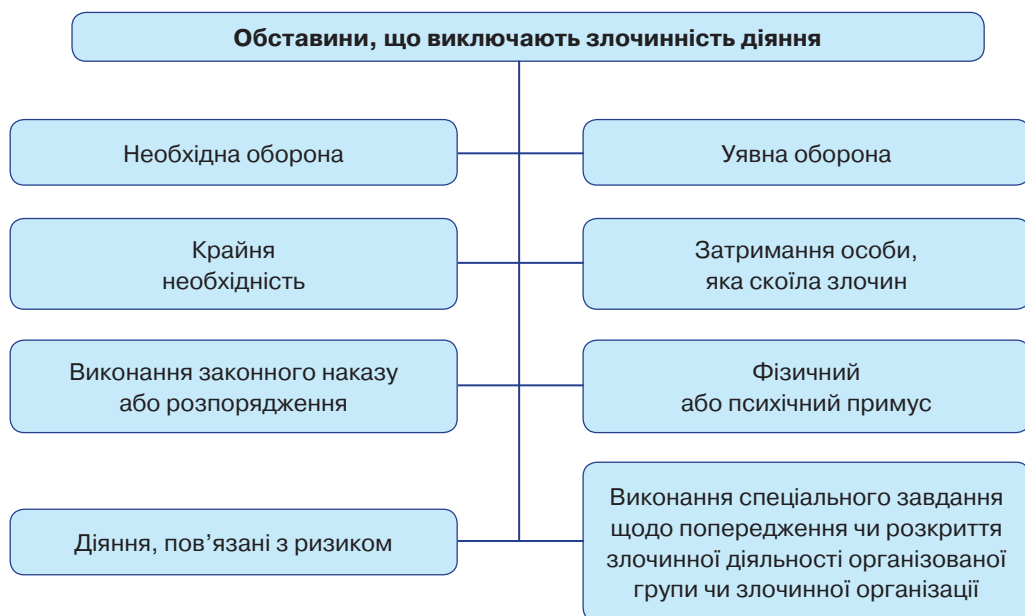 Обставини, що виключають злочинність діяння
Необхідна оборона
Уявна оборона
Крайня
необхідність
Затримання особи,
яка скоїла злочин
Виконання законного наказу
або розпорядження
Фізичний
або психічний примус
Діяння, пов’язані з ризиком
Виконання спеціального завдання
щодо попередження чи розкриття
злочинної діяльності організованої
групи чи злочинної організації